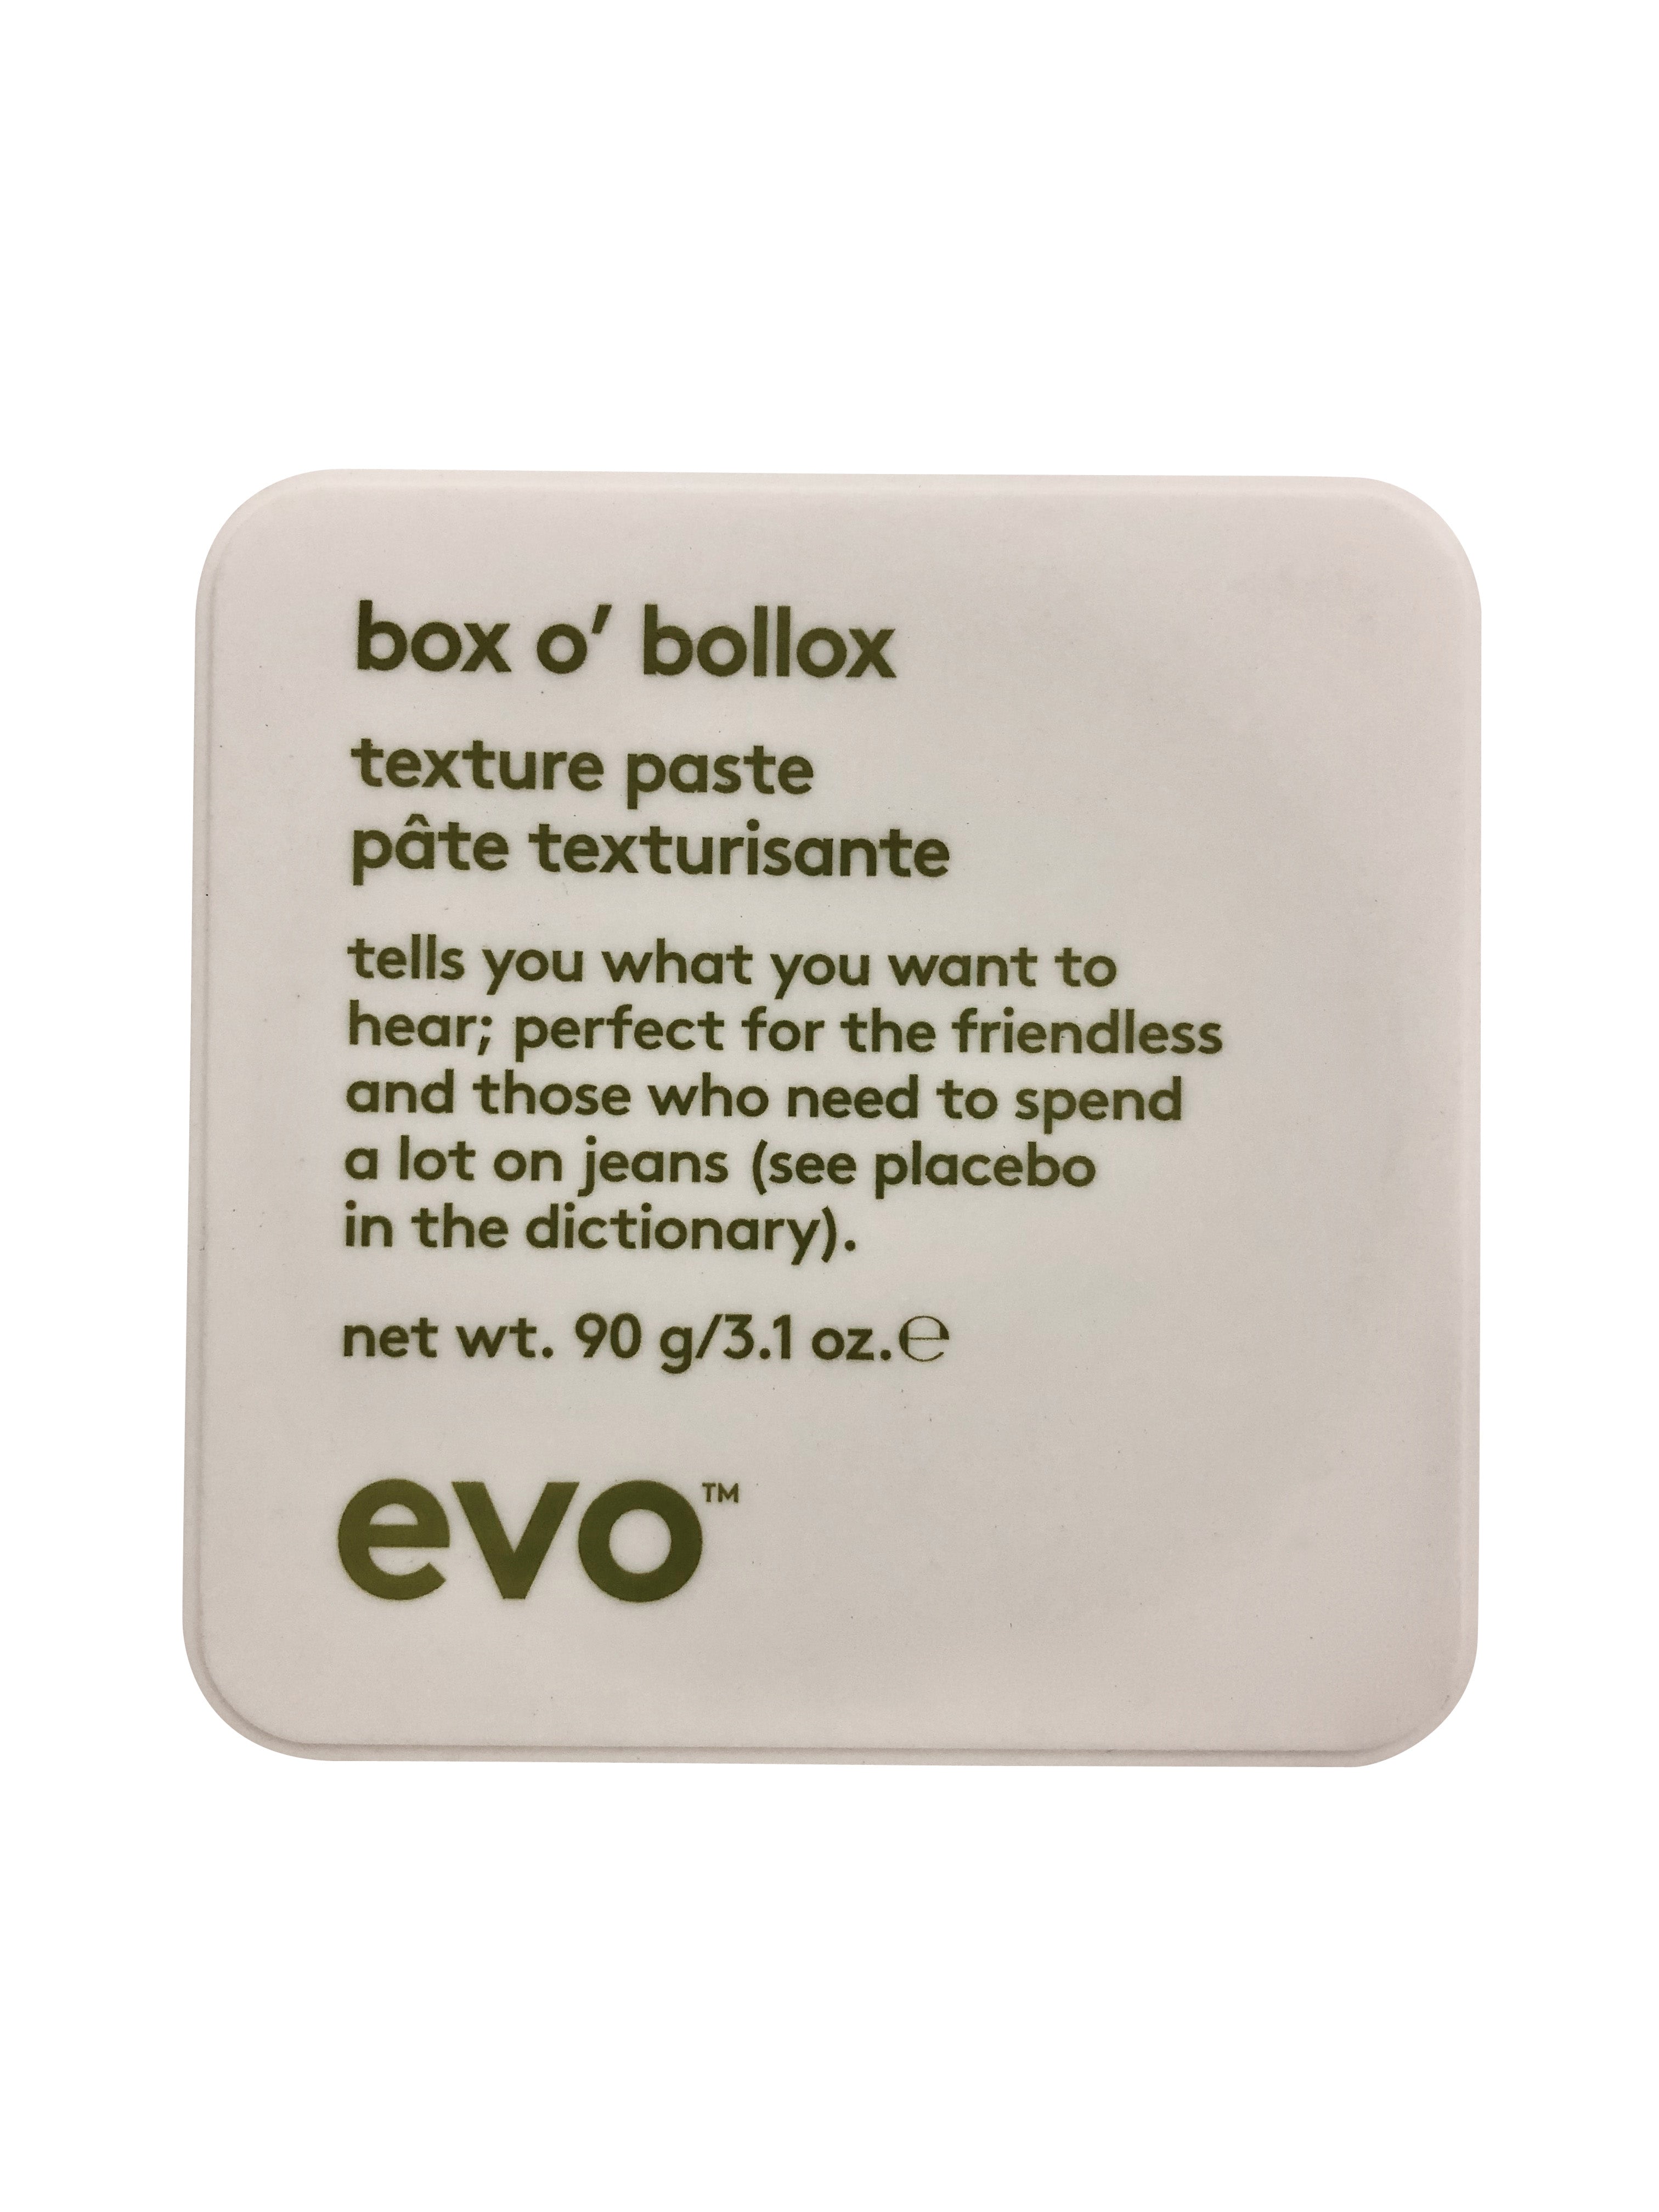 box o' bollox
texture paste
pâte texturisante
tells you what you want to
hear; perfect for the friendless
and those who need to spend
a lot on jeans (see placebo
in the dictionary).
net wt. 90 g/3.1 oz.℮
evo™